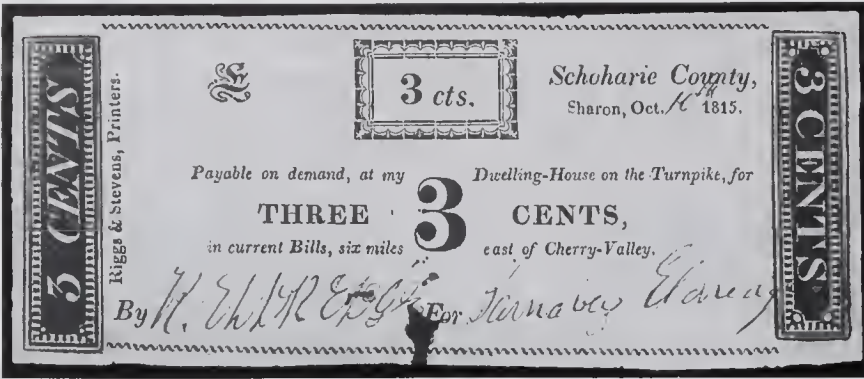 3 CENTS
Riggs & Stevens, Printers.
3 cts.
Schoharie County,
Sharon, Oct. 1815.
Payable on demand, at my Dwelling-House on the Turnpike, for
THREE 3 CENTS,
in current Bills, six miles east of Cherry-Valley.
By For
3 CENTS